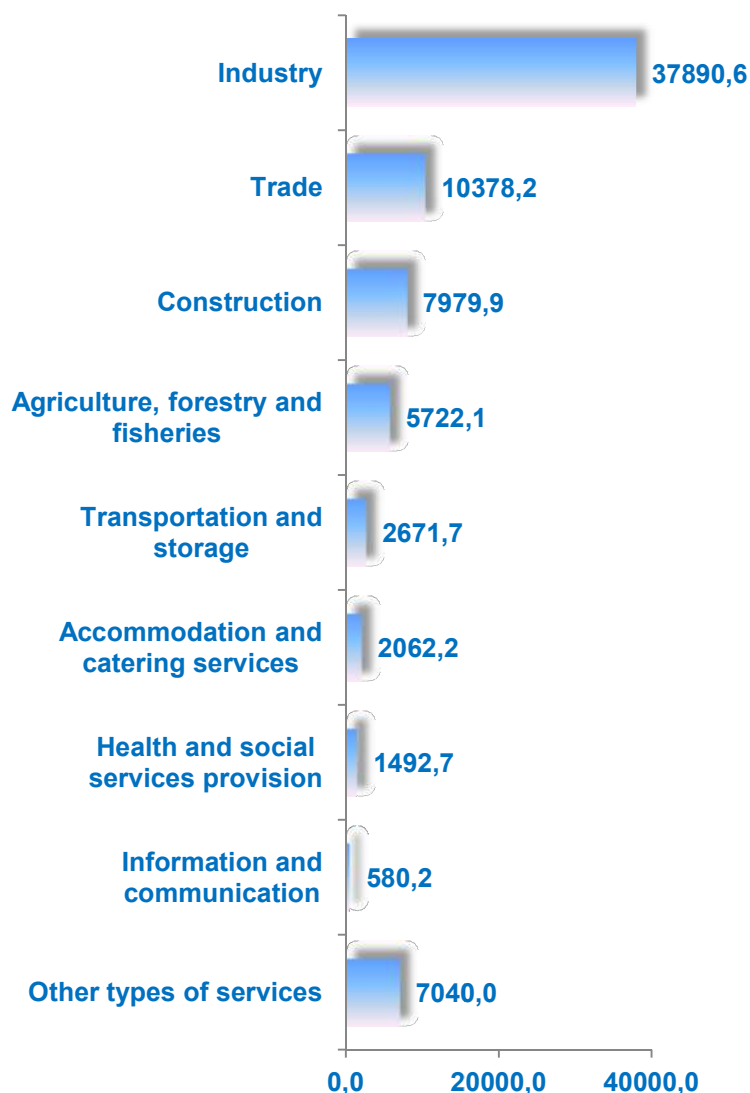 Industry
37890,6
Trade
10378,2
Construction
7979,9
Agriculture, forestry and
fisheries
5722,1
Transportation and
storage
2671,7
Accommodation and
catering services
2062,2
Health and social
services provision
1492,7
Information and
communication
580,2
Other types of services
7040,0
0,0 20000,0 40000,0